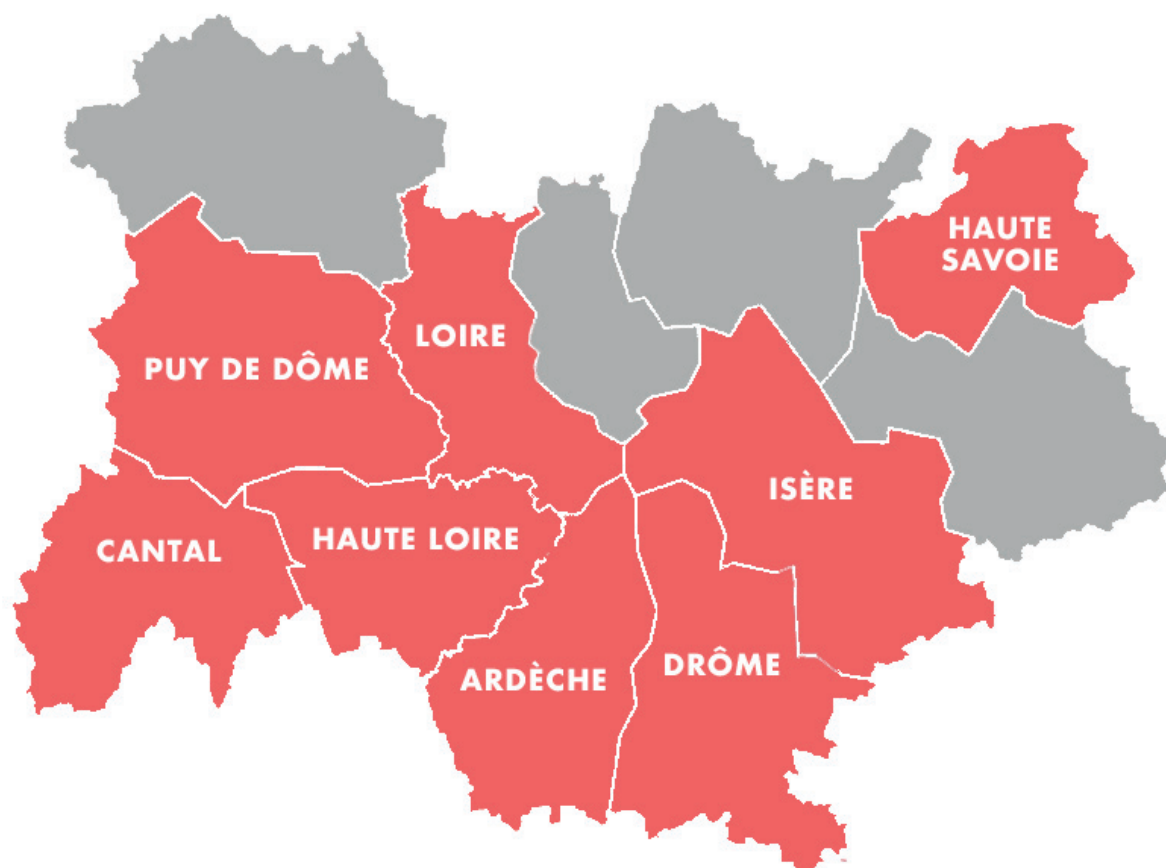 HAUTE
SAVOIE
LOIRE
PUY DE DÔME
ISÈRE
HAUTE LOIRE
CANTAL
DRÔME
ARDÈCHE